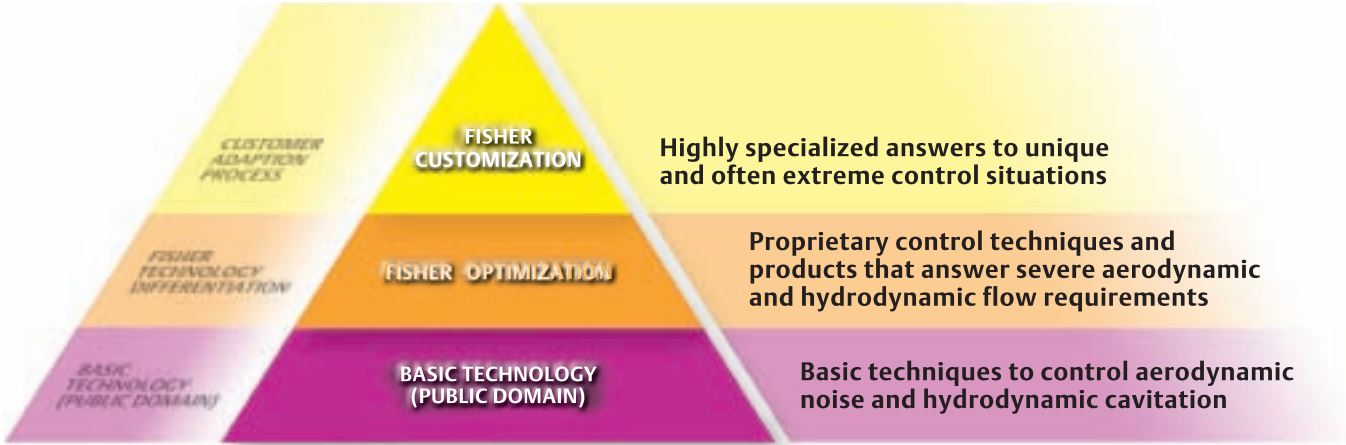 CUSTOMER
ADAPTION
PROCESS
FISHER
CUSTOMIZATION
Highly specialized answers to unique
and often extreme control situations
FISHER
TECHNOLOGY
DIFFERENTIATION
FISHER OPTIMIZATION
Proprietary control techniques and
products that answer severe aerodynamic
and hydrodynamic flow requirements
BASIC
TECHNOLOGY
(PUBLIC DOMAIN)
BASIC TECHNOLOGY
(PUBLIC DOMAIN)
Basic techniques to control aerodynamic
noise and hydrodynamic cavitation